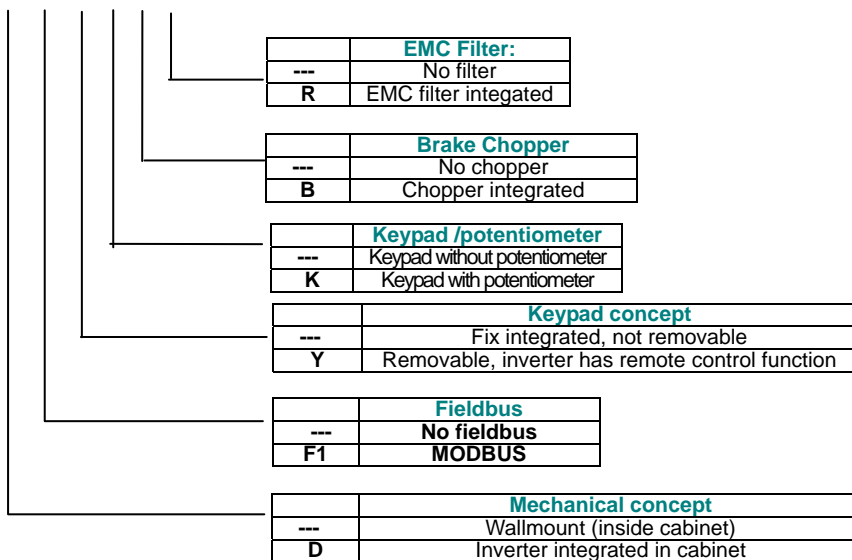 EMC Filter:
--- No filter
R EMC filter integated
Brake Chopper
--- No chopper
B Chopper integrated
Keypad /potentiometer
--- Keypad without potentiometer
K Keypad with potentiometer
Keypad concept
--- Fix integrated, not removable
Y Removable, inverter has remote control function
Fieldbus
--- No fieldbus
F1 MODBUS
Mechanical concept
--- Wallmount (inside cabinet)
D Inverter integrated in cabinet